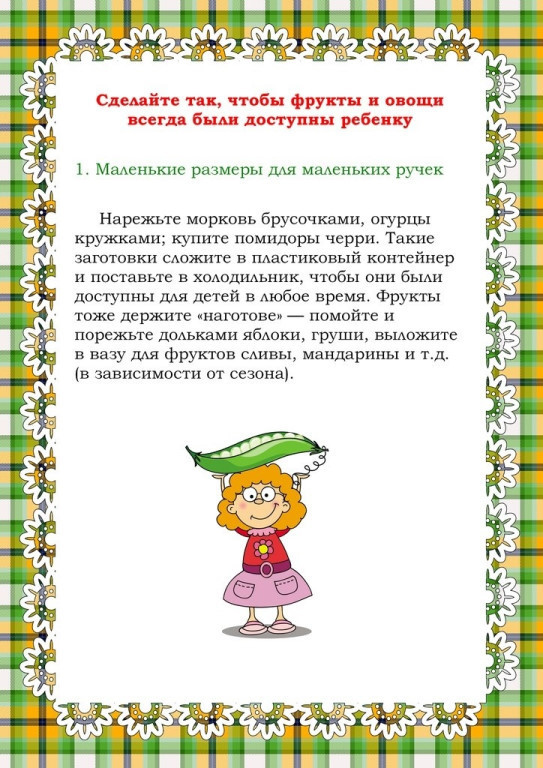 Сделайте так, чтобы фрукты и овощи
всегда были доступны ребенку
1. Маленькие размеры для маленьких ручек
Нарежьте морковь брусочками, огурцы
кружками; купите помидоры черри. Такие
заготовки сложите в пластиковый контейнер
и поставьте в холодильник, чтобы они были
доступны для детей в любое время. Фрукты
тоже держите «наготове» — помойте и
порежьте дольками яблоки, груши, выложите
в вазу для фруктов сливы, мандарины и т.д.
(в зависимости от сезона).